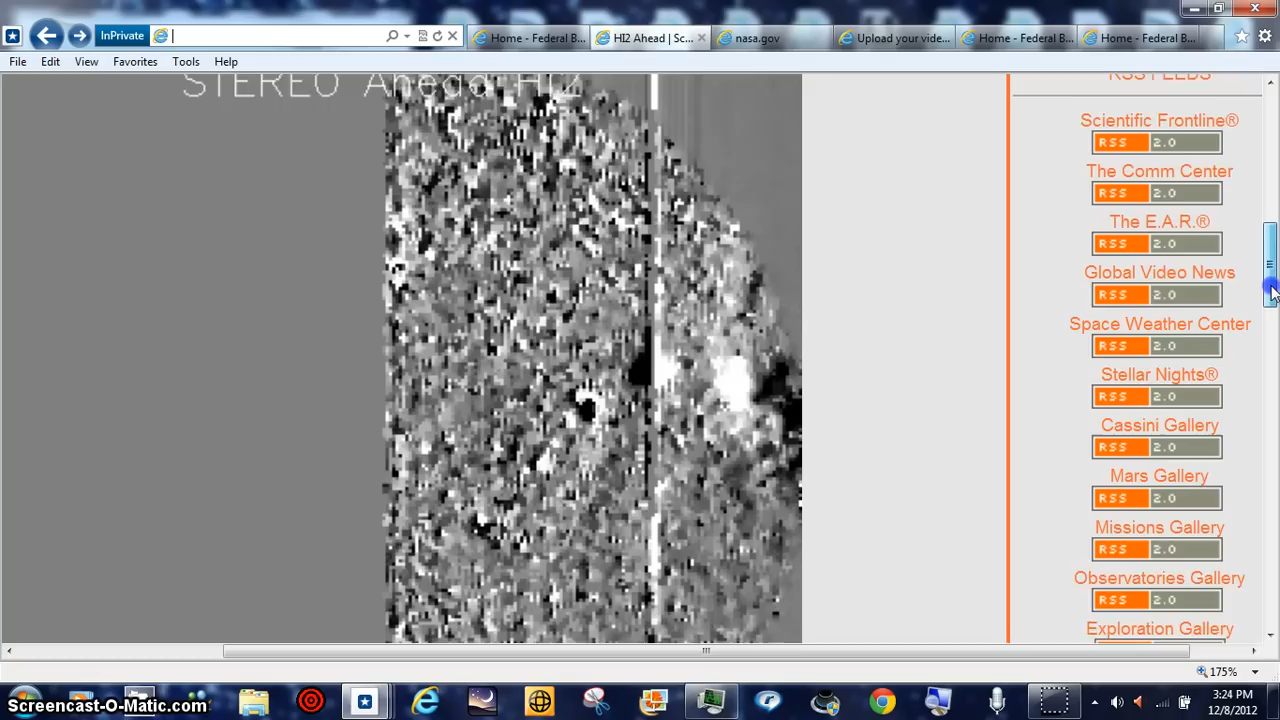 InPrivate
Home - Federal B...
HI2 Ahead | Sc...
nasa.gov
Upload your vide...
Home - Federal B...
Home - Federal B...
File Edit View Favorites Tools Help
STEREO Ahead HI2
RSS FEEDS
Scientific Frontline®
RSS 2.0
The Comm Center
RSS 2.0
The E.A.R.®
RSS 2.0
Global Video News
RSS 2.0
Space Weather Center
RSS 2.0
Stellar Nights®
RSS 2.0
Cassini Gallery
RSS 2.0
Mars Gallery
RSS 2.0
Missions Gallery
RSS 2.0
Observatories Gallery
RSS 2.0
Exploration Gallery
175%
Screencast-O-Matic.com
3:24 PM
12/8/2012